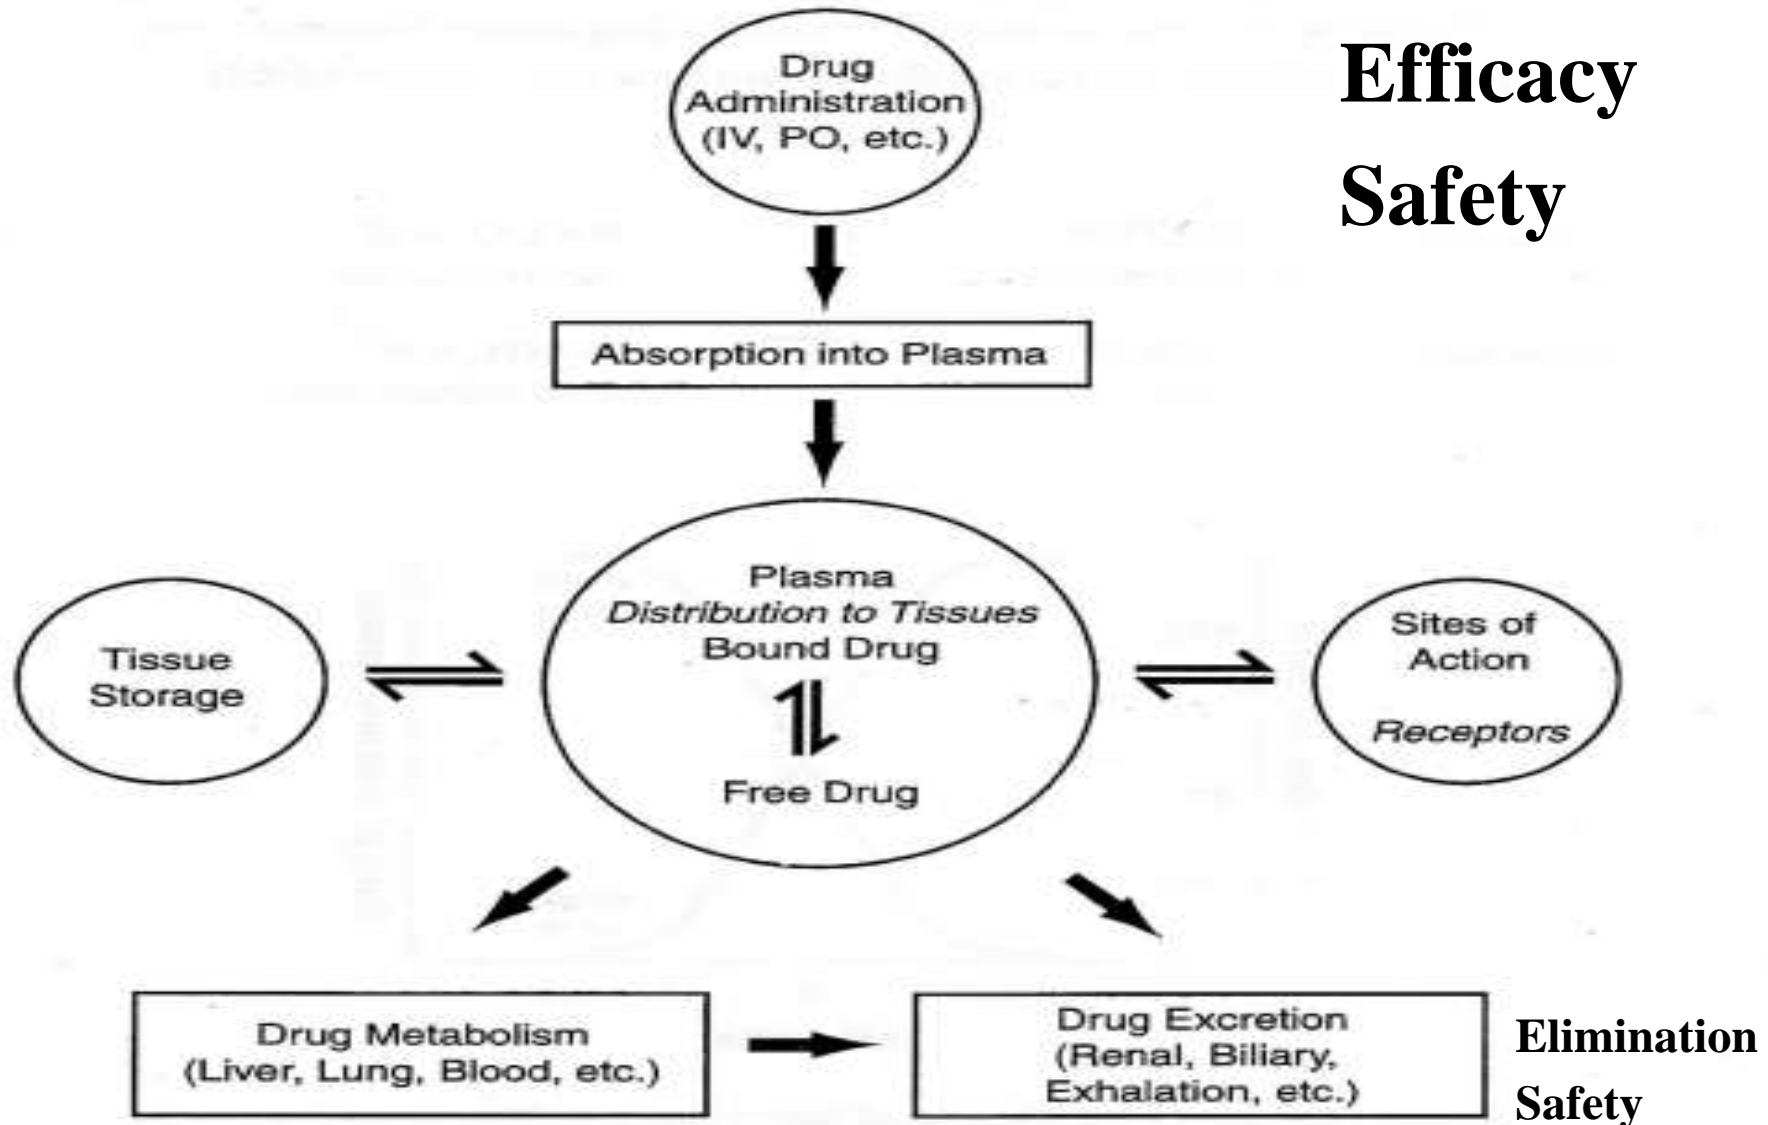 Drug
Administration
(IV, PO, etc.)
Efficacy
Safety
Absorption into Plasma
Tissue
Storage
Plasma
Distribution to Tissues
Bound Drug
Free Drug
Sites of
Action
Receptors
Drug Metabolism
(Liver, Lung, Blood, etc.)
Drug Excretion
(Renal, Biliary,
Exhalation, etc.)
Elimination
Safety